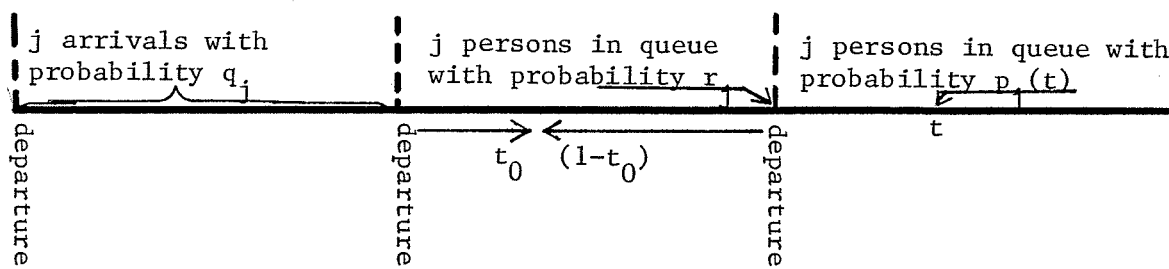 j arrivals with
probability q_j
j persons in queue
with probability r_j
j persons in queue with
probability p_j(t)
t_0
(1-t_0)
t
departure
departure
departure